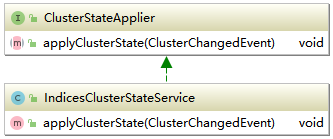 I ClusterStateApplier
m applyClusterState(ClusterChangedEvent) void
C IndicesClusterStateService
m applyClusterState(ClusterChangedEvent) void